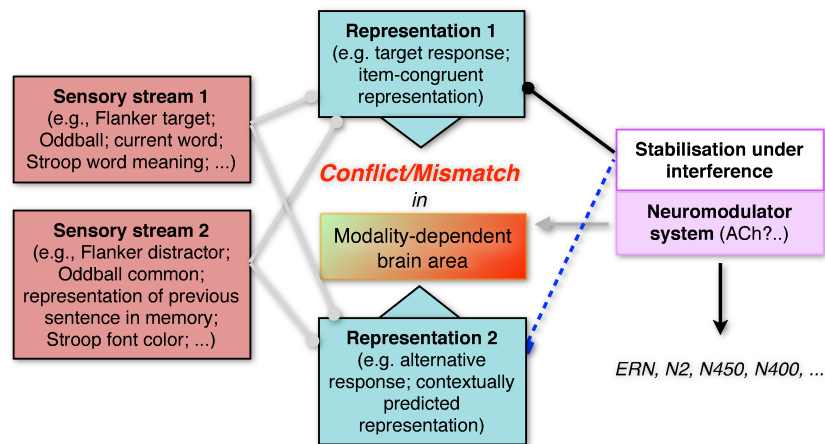 Representation 1
(e.g. target response;
item-congruent
representation)
Sensory stream 1
(e.g., Flanker target;
Oddball; current word;
Stroop word meaning; ...)
Conflict/Mismatch
in
Modality-dependent
brain area
Stabilisation under
interference
Neuromodulator
system (ACh?..)
Sensory stream 2
(e.g., Flanker distractor;
Oddball common;
representation of previous
sentence in memory;
Stroop font color; ...)
Representation 2
(e.g. alternative
response; contextually
predicted
representation)
ERN, N2, N450, N400, ...